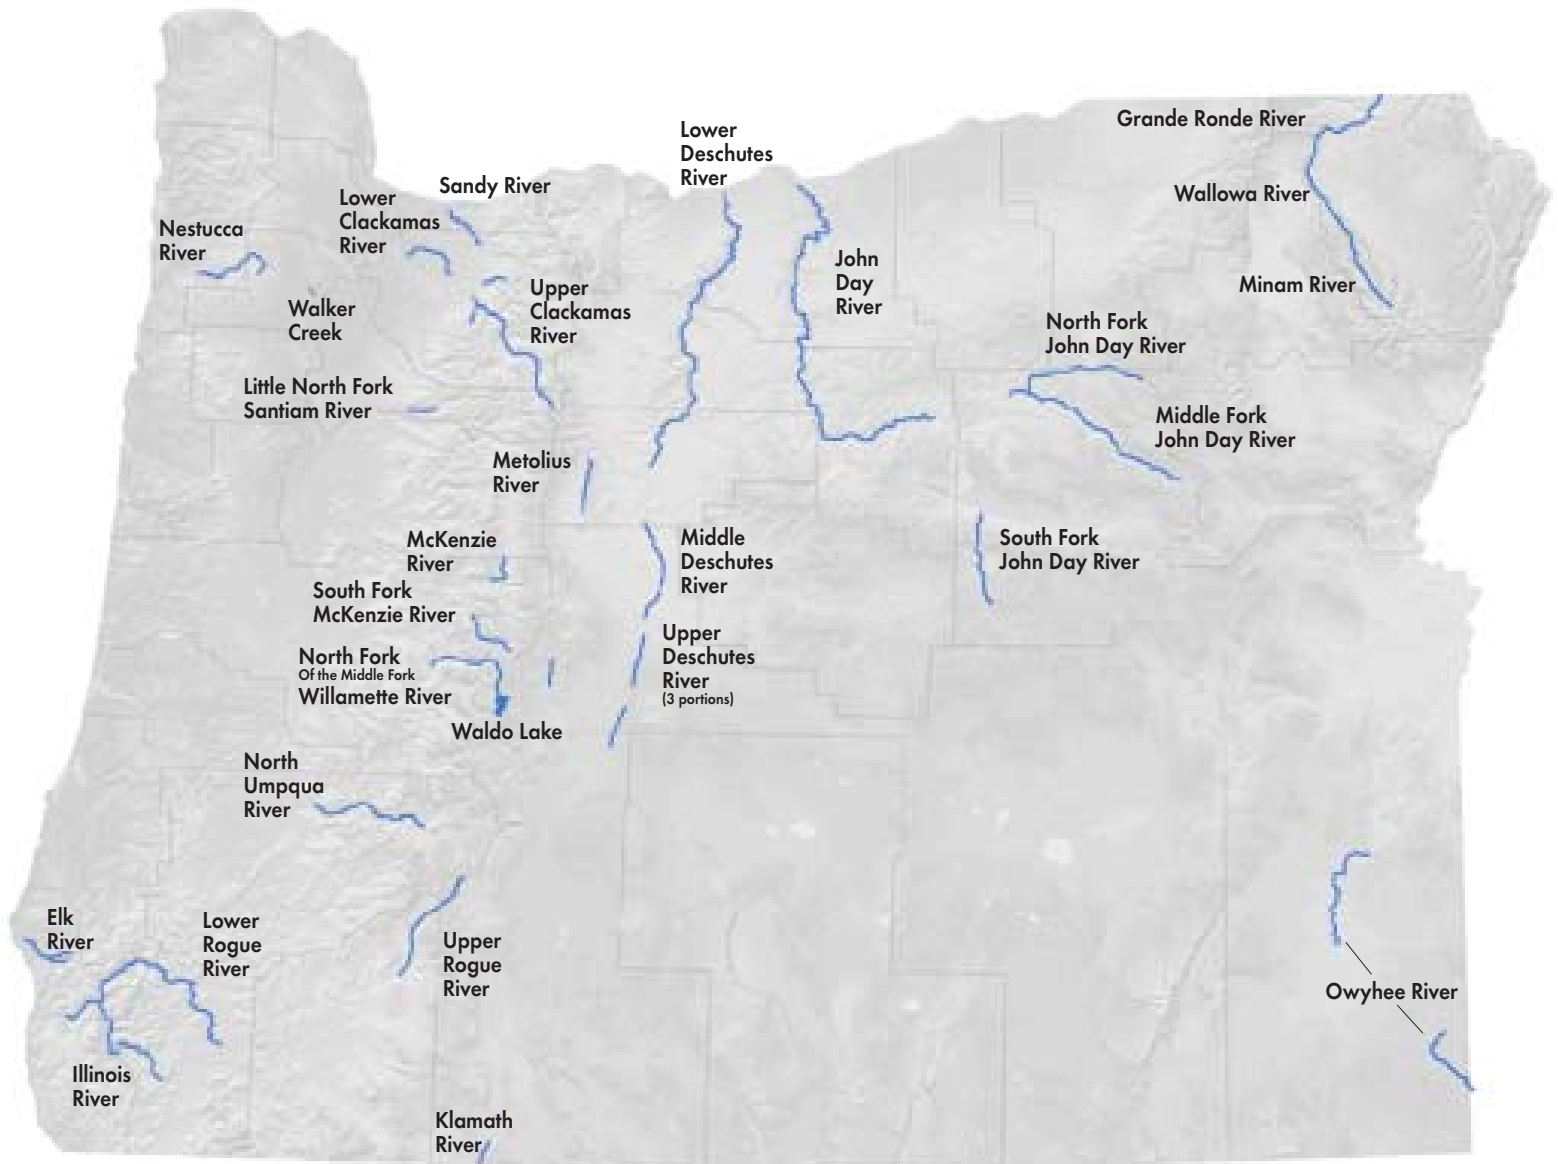 Lower
Deschutes
River
Grande Ronde River
Sandy River
Lower
Clackamas
River
Wallowa River
Nestucca
River
John
Day
River
Upper
Clackamas
River
Minam River
Walker
Creek
North Fork
John Day River
Little North Fork
Santiam River
Middle Fork
John Day River
Metolius
River
McKenzie
River
Middle
Deschutes
River
South Fork
John Day River
South Fork
McKenzie River
Upper
Deschutes
River
(3 portions)
North Fork
Of the Middle Fork
Willamette River
Waldo Lake
North
Umpqua
River
Elk
River
Lower
Rogue
River
Upper
Rogue
River
Owyhee River
Illinois
River
Klamath
River